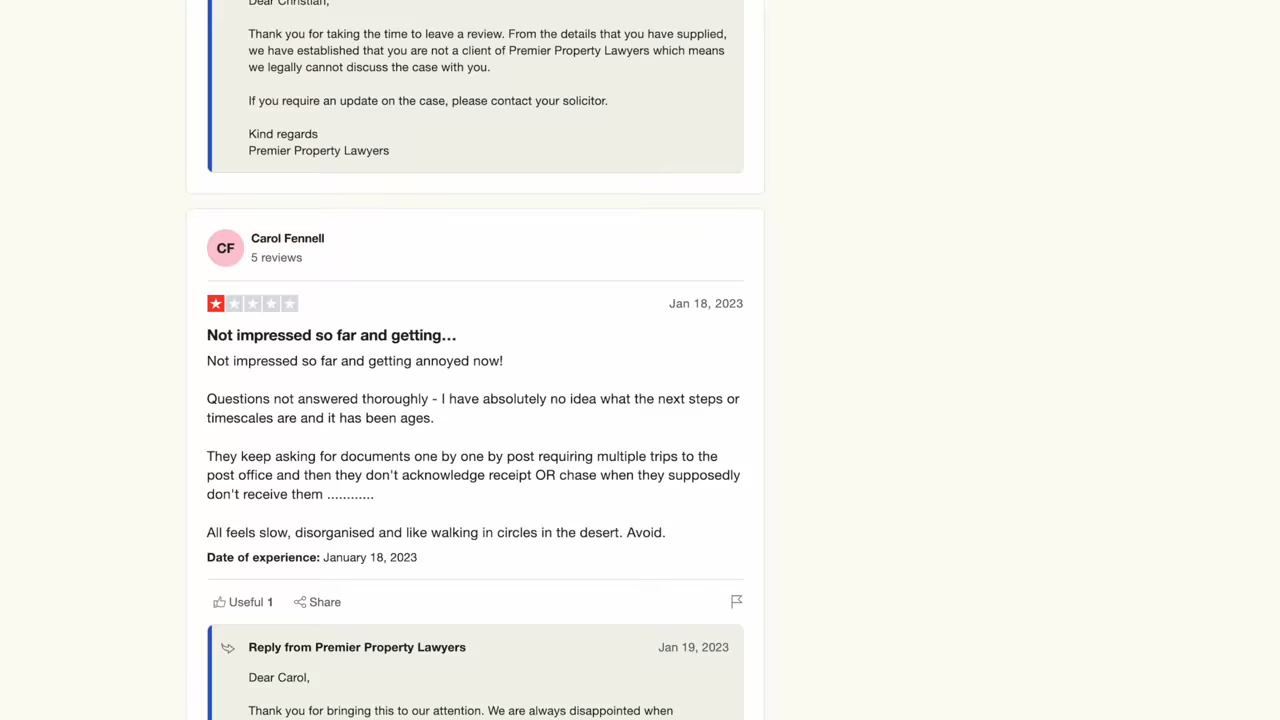 Dear Christian,
Thank you for taking the time to leave a review. From the details that you have supplied,
we have established that you are not a client of Premier Property Lawyers which means
we legally cannot discuss the case with you.
If you require an update on the case, please contact your solicitor.
Kind regards
Premier Property Lawyers
CF
Carol Fennell
5 reviews
Jan 18, 2023
Not impressed so far and getting…
Not impressed so far and getting annoyed now!
Questions not answered thoroughly - I have absolutely no idea what the next steps or
timescales are and it has been ages.
They keep asking for documents one by one by post requiring multiple trips to the
post office and then they don't acknowledge receipt OR chase when they supposedly
don't receive them ............
All feels slow, disorganised and like walking in circles in the desert. Avoid.
Date of experience: January 18, 2023
Useful 1 Share
Reply from Premier Property Lawyers Jan 19, 2023
Dear Carol,
Thank you for bringing this to our attention. We are always disappointed when